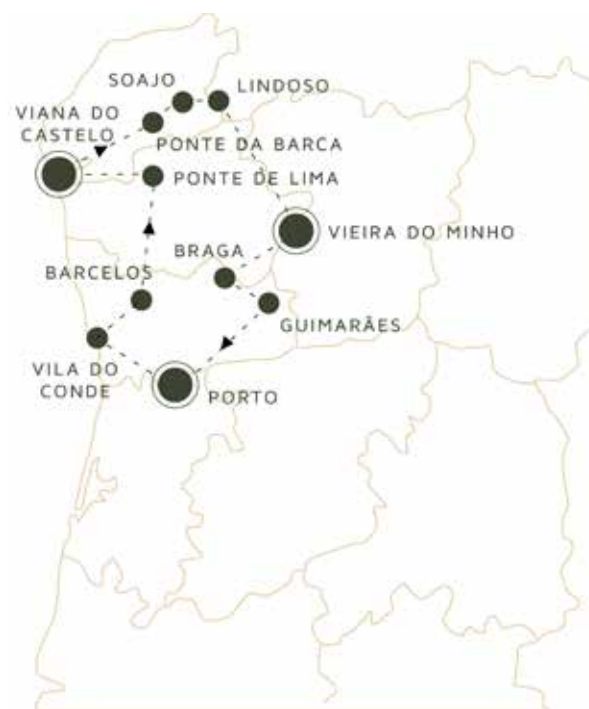 SOAJO
LINDOSO
VIANA DO
CASTELO
PONTE DA BARCA
PONTE DE LIMA
VIEIRA DO MINHO
BRAGA
BARCELOS
GUIMARÃES
VILA DO
CONDE
PORTO